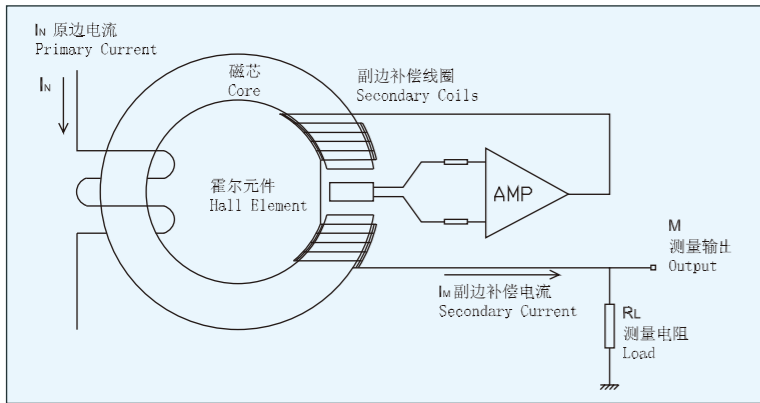 IN 原边电流
Primary Current
IN
磁芯
Core
副边补偿线圈
Secondary Coils
霍尔元件
Hall Element
AMP
M
测量输出
Output
IM 副边补偿电流
Secondary Current
RL
测量电阻
Load